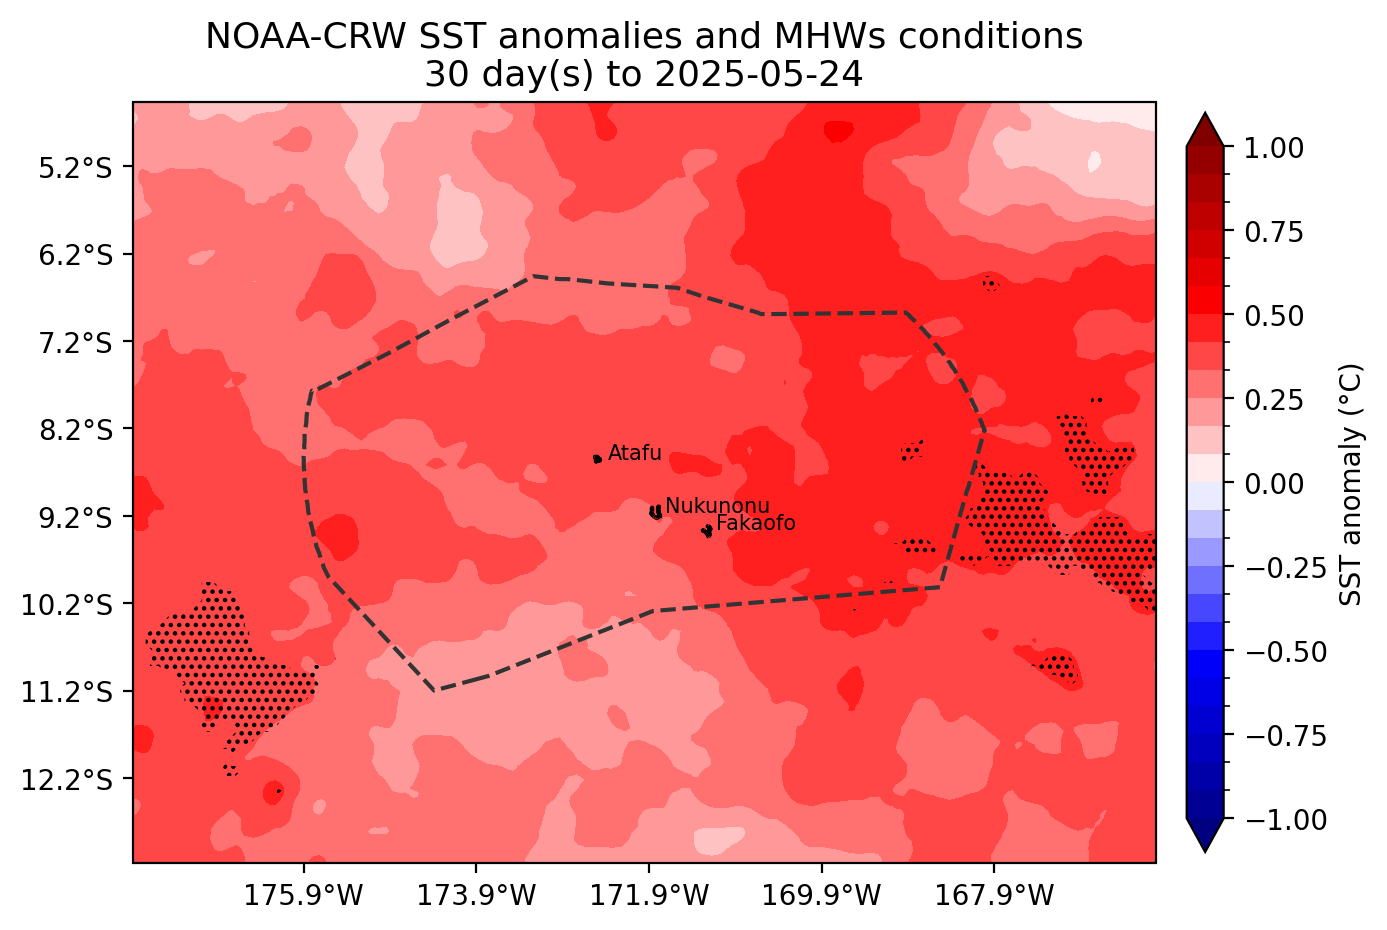 NOAA-CRW SST anomalies and MHWs conditions
30 day(s) to 2025-05-24
5.2°S
6.2°S
7.2°S
8.2°S
9.2°S
10.2°S
11.2°S
12.2°S
Atafu
Nukunonu
Fakaofo
175.9°W
173.9°W
171.9°W
169.9°W
167.9°W
1.00
0.75
0.50
0.25
0.00
−0.25
−0.50
−0.75
−1.00
SST anomaly (°C)